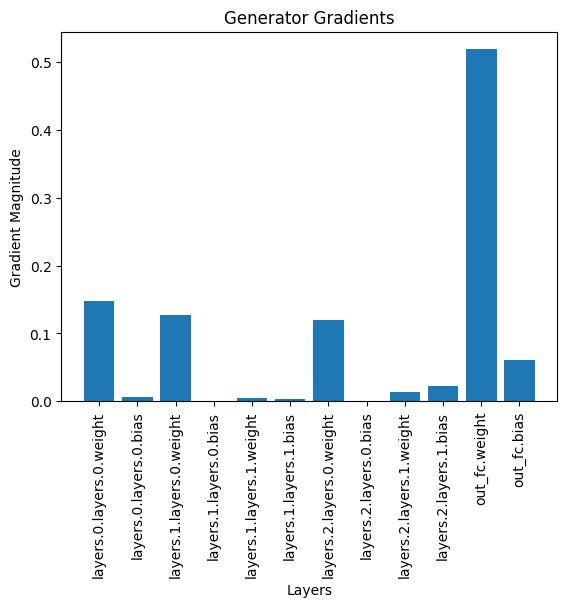 Generator Gradients
Gradient Magnitude
0.5
0.4
0.3
0.2
0.1
0.0
layers.0.layers.0.weight
layers.0.layers.0.bias
layers.1.layers.0.weight
layers.1.layers.0.bias
layers.1.layers.1.weight
layers.1.layers.1.bias
layers.2.layers.0.weight
layers.2.layers.0.bias
layers.2.layers.1.weight
layers.2.layers.1.bias
out_fc.weight
out_fc.bias
Layers